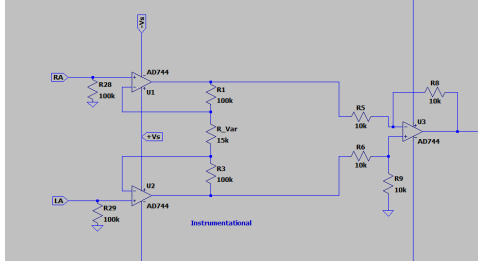 -Vs
RA
R28
100k
AD744
U1
R1
100k
R_Var
15k
+Vs
R3
100k
U2
AD744
LA
R29
100k
Instrumentational
R5
10k
R6
10k
R8
10k
U3
AD744
R9
10k